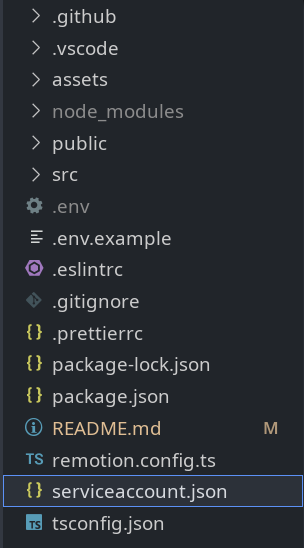 .github
.vscode
assets
node_modules
public
src
.env
.env.example
.eslintrc
.gitignore
{} .prettierrc
{} package-lock.json
{} package.json
README.md M
TS remotion.config.ts
{} serviceaccount.json
TS tsconfig.json